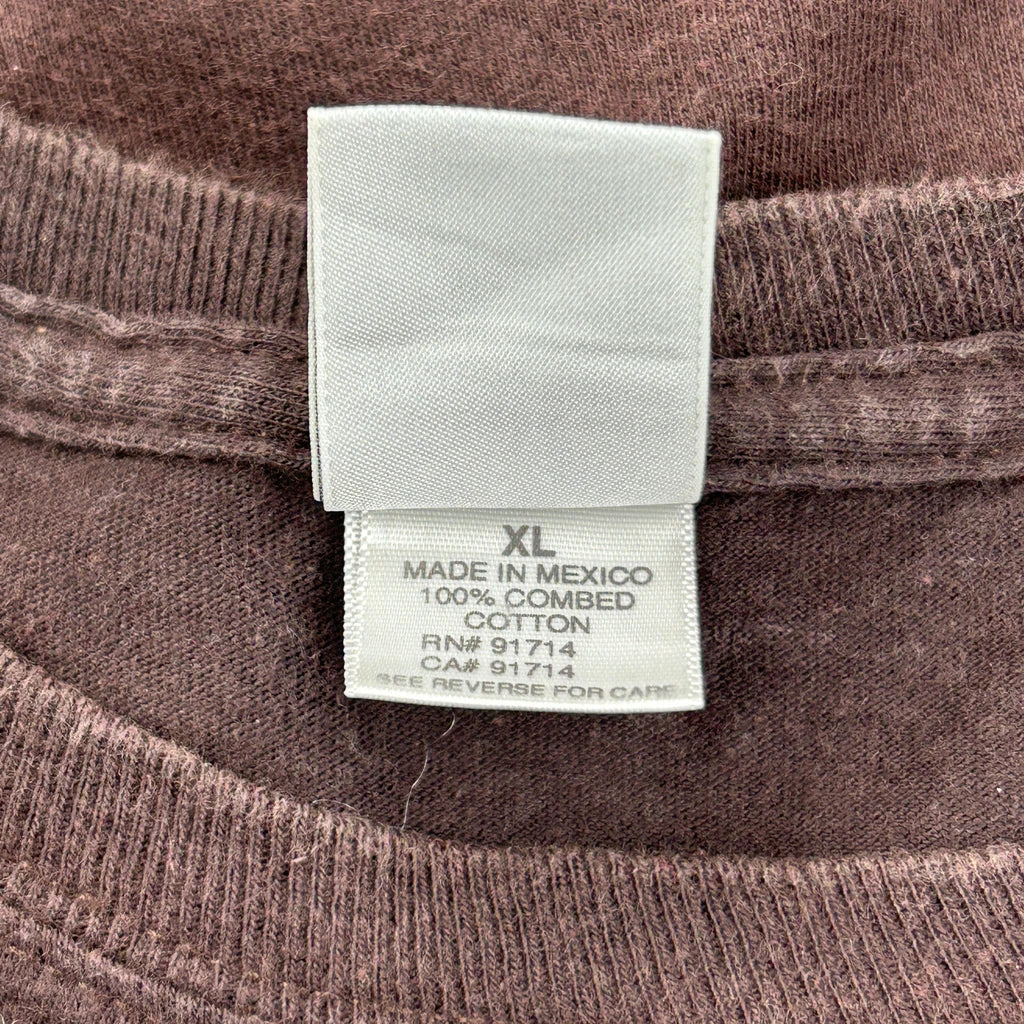 XL
MADE IN MEXICO
100% COMBED
COTTON
RN# 91714
CA# 91714
SEE REVERSE FOR CARE